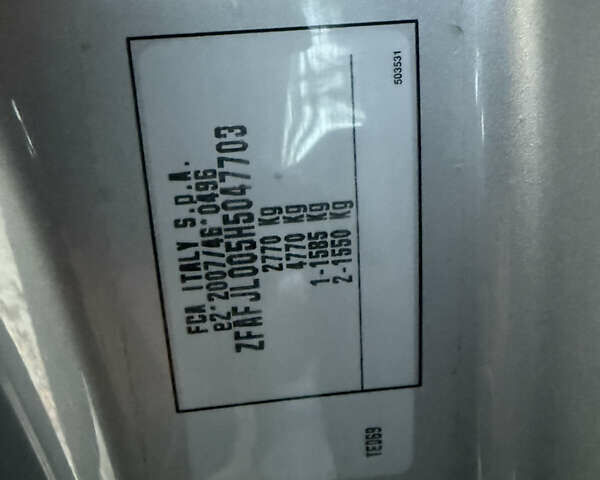 FCA ITALY S.p.A.
e2*2007/46*0496
ZFAFJL005H5047703
2770 Kg
4770 Kg
1-1585 Kg
2-1550 Kg
503531
TE069